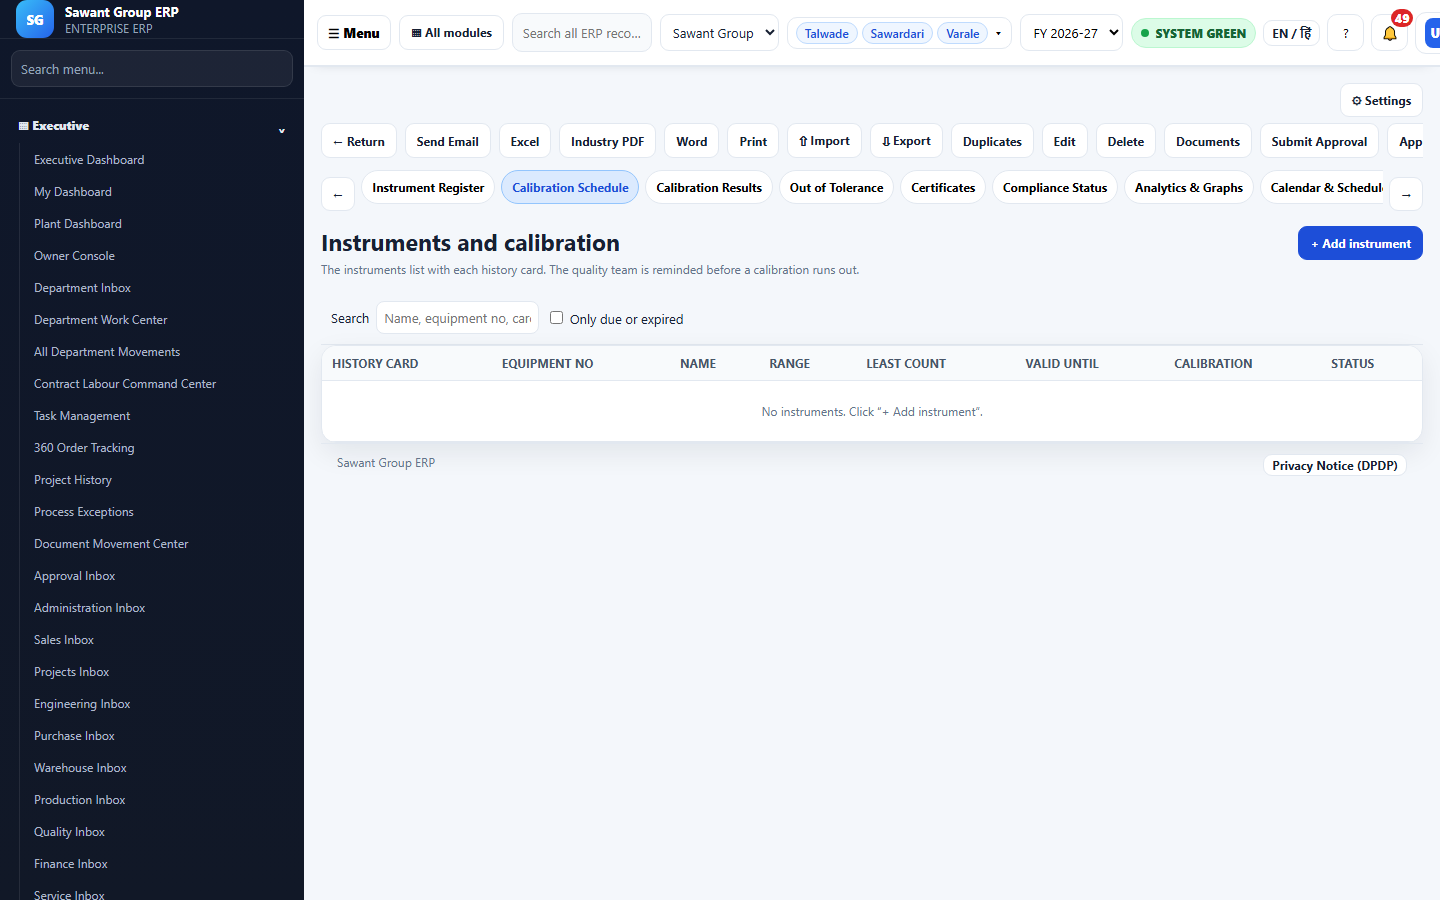 SG
Sawant Group ERP
ENTERPRISE ERP
☰ Menu
All modules
Search all ERP reco...
Sawant Group
Talwade
Sawardari
Varale
FY 2026-27
SYSTEM GREEN
EN / हिं
?
49
U
Search menu...
Executive
Executive Dashboard
My Dashboard
Plant Dashboard
Owner Console
Department Inbox
Department Work Center
All Department Movements
Contract Labour Command Center
Task Management
360 Order Tracking
Project History
Process Exceptions
Document Movement Center
Approval Inbox
Administration Inbox
Sales Inbox
Projects Inbox
Engineering Inbox
Purchase Inbox
Warehouse Inbox
Production Inbox
Quality Inbox
Finance Inbox
Service Inbox
⚙ Settings
← Return
Send Email
Excel
Industry PDF
Word
Print
⇧ Import
⇩ Export
Duplicates
Edit
Delete
Documents
Submit Approval
App
←
Instrument Register
Calibration Schedule
Calibration Results
Out of Tolerance
Certificates
Compliance Status
Analytics & Graphs
Calendar & Schedul
→
Instruments and calibration
+ Add instrument
The instruments list with each history card. The quality team is reminded before a calibration runs out.
Search
Name, equipment no, car
Only due or expired
HISTORY CARD
EQUIPMENT NO
NAME
RANGE
LEAST COUNT
VALID UNTIL
CALIBRATION
STATUS
No instruments. Click “+ Add instrument”.
Sawant Group ERP
Privacy Notice (DPDP)